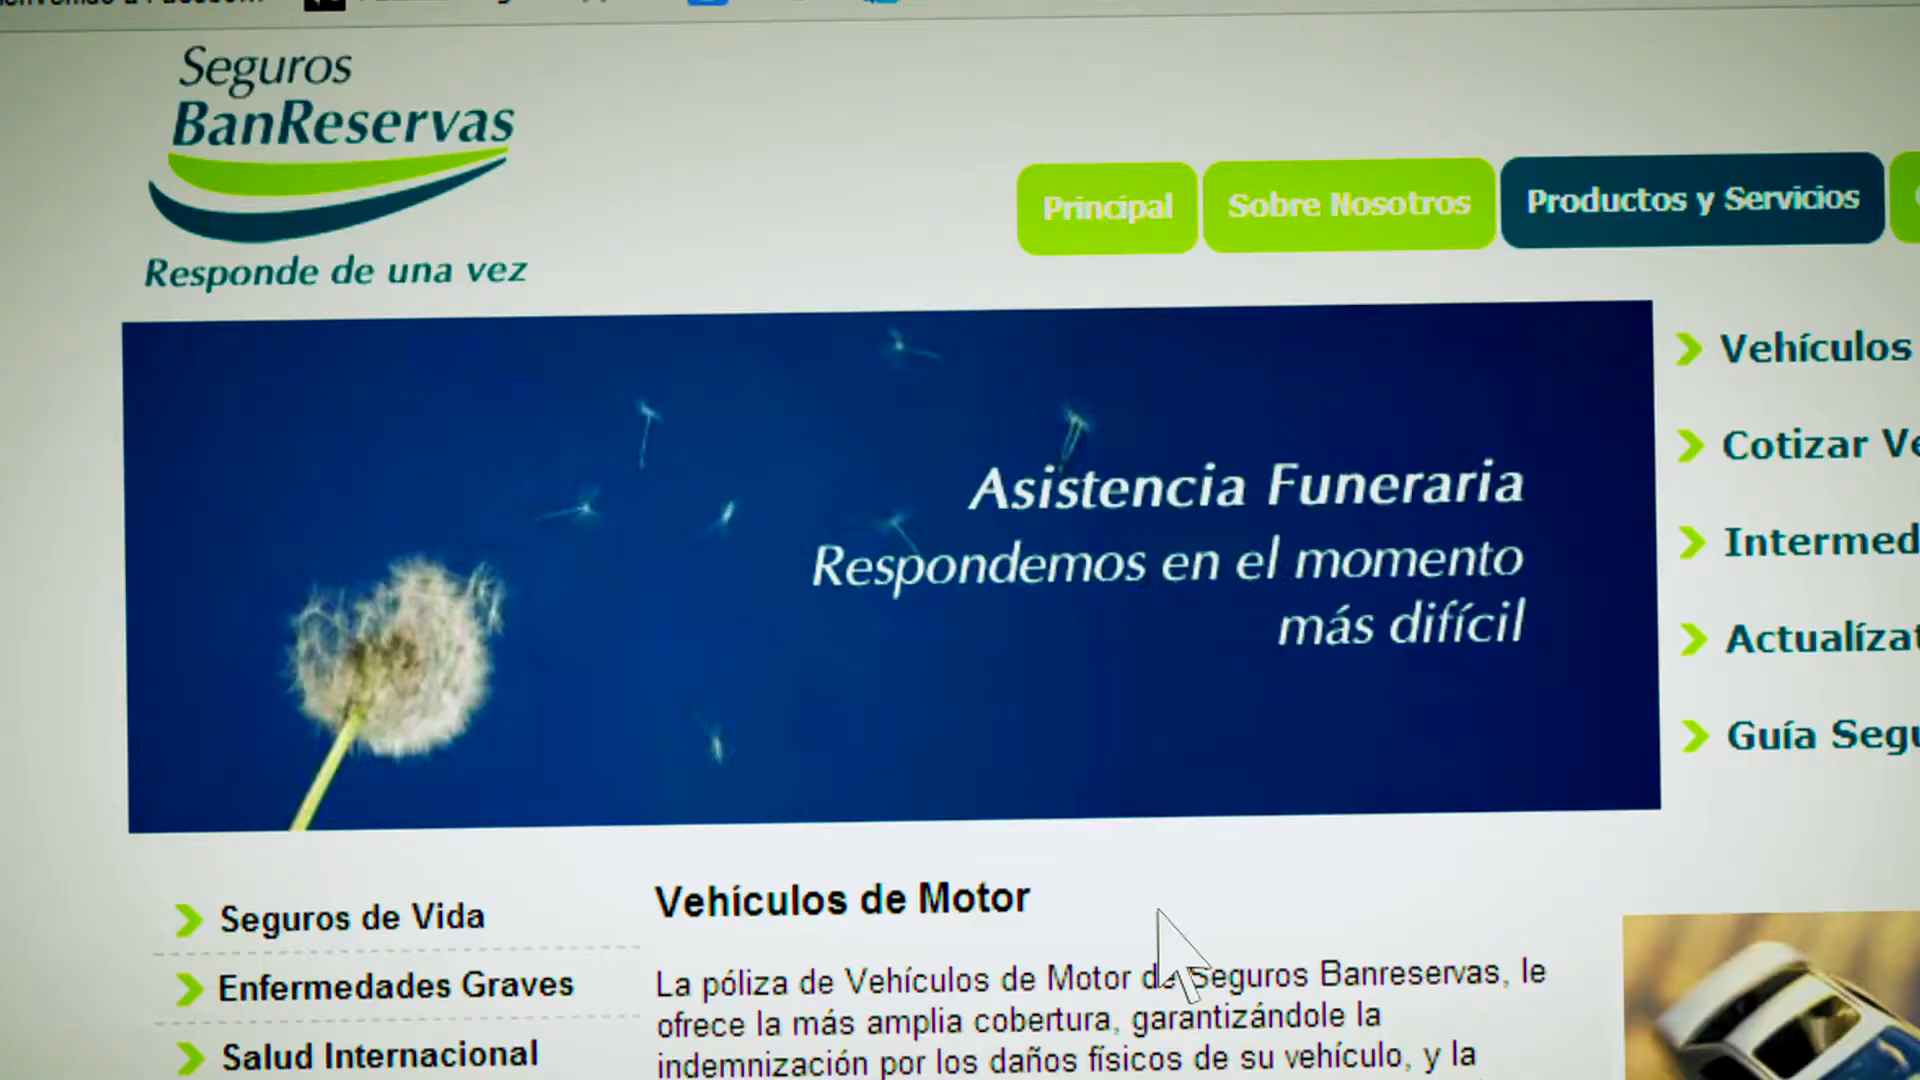 Seguros
BanReservas
Responde de una vez
Principal
Sobre Nosotros
Productos y Servicios
Asistencia Funeraria
Respondemos en el momento
más difícil
Vehículos
Cotizar
Guía
Seguros de Vida
Enfermedades Graves
Salud Internacional
Vehículos de Motor
La póliza de Vehículos de Motor de Seguros Banreservas, le
ofrece la más amplia cobertura, garantizándole la
indemnización por los daños físicos de su vehículo, y la